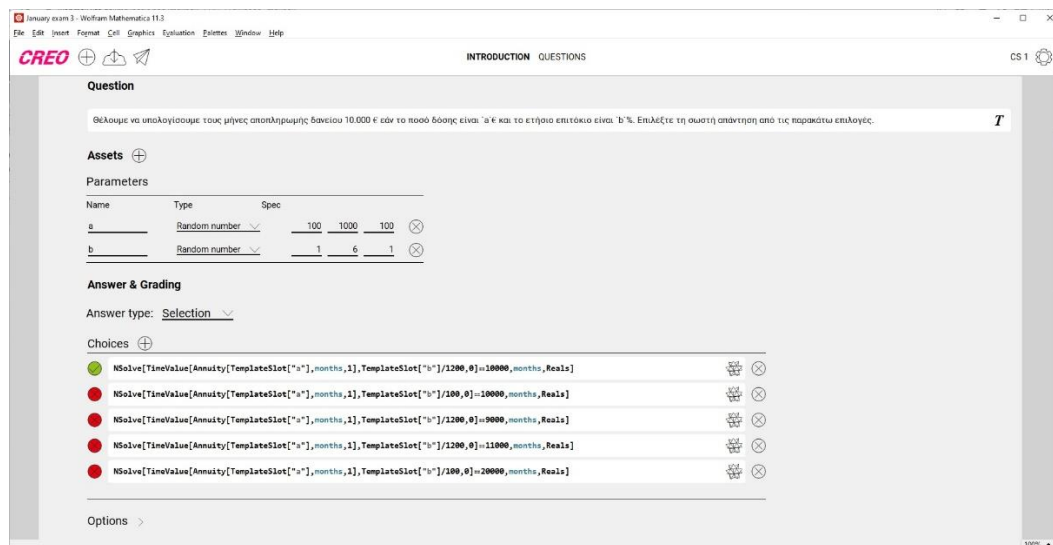 January exam 3 - Wolfram Mathematica 11.3
File Edit Insert Format Cell Graphics Evaluation Palettes Window Help
CREO INTRODUCTION QUESTIONS CS 1
Question
Θέλουμε να υπολογίσουμε τους μήνες αποπληρωμής δανείου 10.000 € εάν το ποσό δόσης είναι `a`€ και το ετήσιο επιτόκιο είναι `b`%. Επιλέξτε τη σωστή απάντηση από τις παρακάτω επιλογές. T
Assets
Parameters
Name Type Spec
a Random number 100 1000 100
b Random number 1 6 1
Answer & Grading
Answer type: Selection
Choices
NSolve[TimeValue[Annuity[TemplateSlot["a"],months,1],TemplateSlot["b"]/1200,0]==10000,months,Reals]
NSolve[TimeValue[Annuity[TemplateSlot["a"],months,1],TemplateSlot["b"]/100,0]==10000,months,Reals]
NSolve[TimeValue[Annuity[TemplateSlot["a"],months,1],TemplateSlot["b"]/1200,0]==9000,months,Reals]
NSolve[TimeValue[Annuity[TemplateSlot["a"],months,1],TemplateSlot["b"]/1200,0]==11000,months,Reals]
NSolve[TimeValue[Annuity[TemplateSlot["a"],months,1],TemplateSlot["b"]/100,0]==20000,months,Reals]
Options
100%